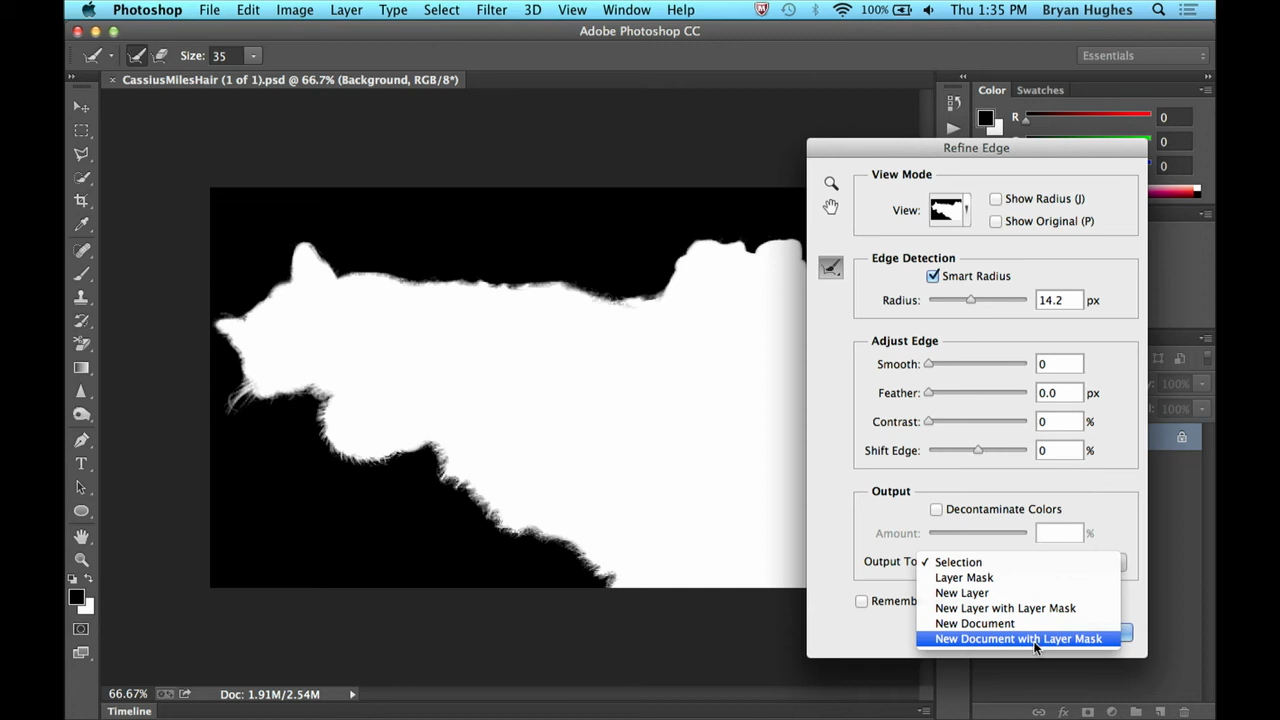 Photoshop File Edit Image Layer Type Select Filter 3D View Window Help 100% Thu 1:35 PM Bryan Hughes
Adobe Photoshop CC
Size: 35 Essentials
× CassiusMilesHair (1 of 1).psd @ 66.7% (Background, RGB/8*)
Color Swatches
R 0
0
0
Refine Edge
View Mode
View:
Show Radius (J)
Show Original (P)
Edge Detection
Smart Radius
Radius: 14.2 px
Adjust Edge
Smooth: 0
Feather: 0.0 px
Contrast: 0 %
Shift Edge: 0 %
Output
Decontaminate Colors
Amount: %
Output To
✓ Selection
Layer Mask
New Layer
New Layer with Layer Mask
New Document
New Document with Layer Mask
Rememb
100%
100%
66.67% Doc: 1.91M/2.54M
Timeline